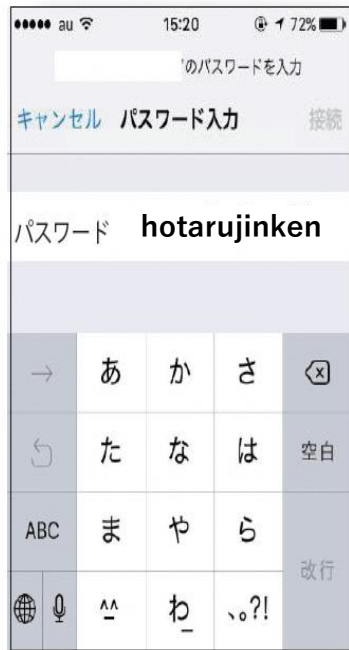 au 15:20 72%
'のパスワードを入力
キャンセル パスワード入力 接続
パスワード hotarujinken
→ あ か さ
た な は 空白
ABC ま や ら
改行
^^ わ 、。?!